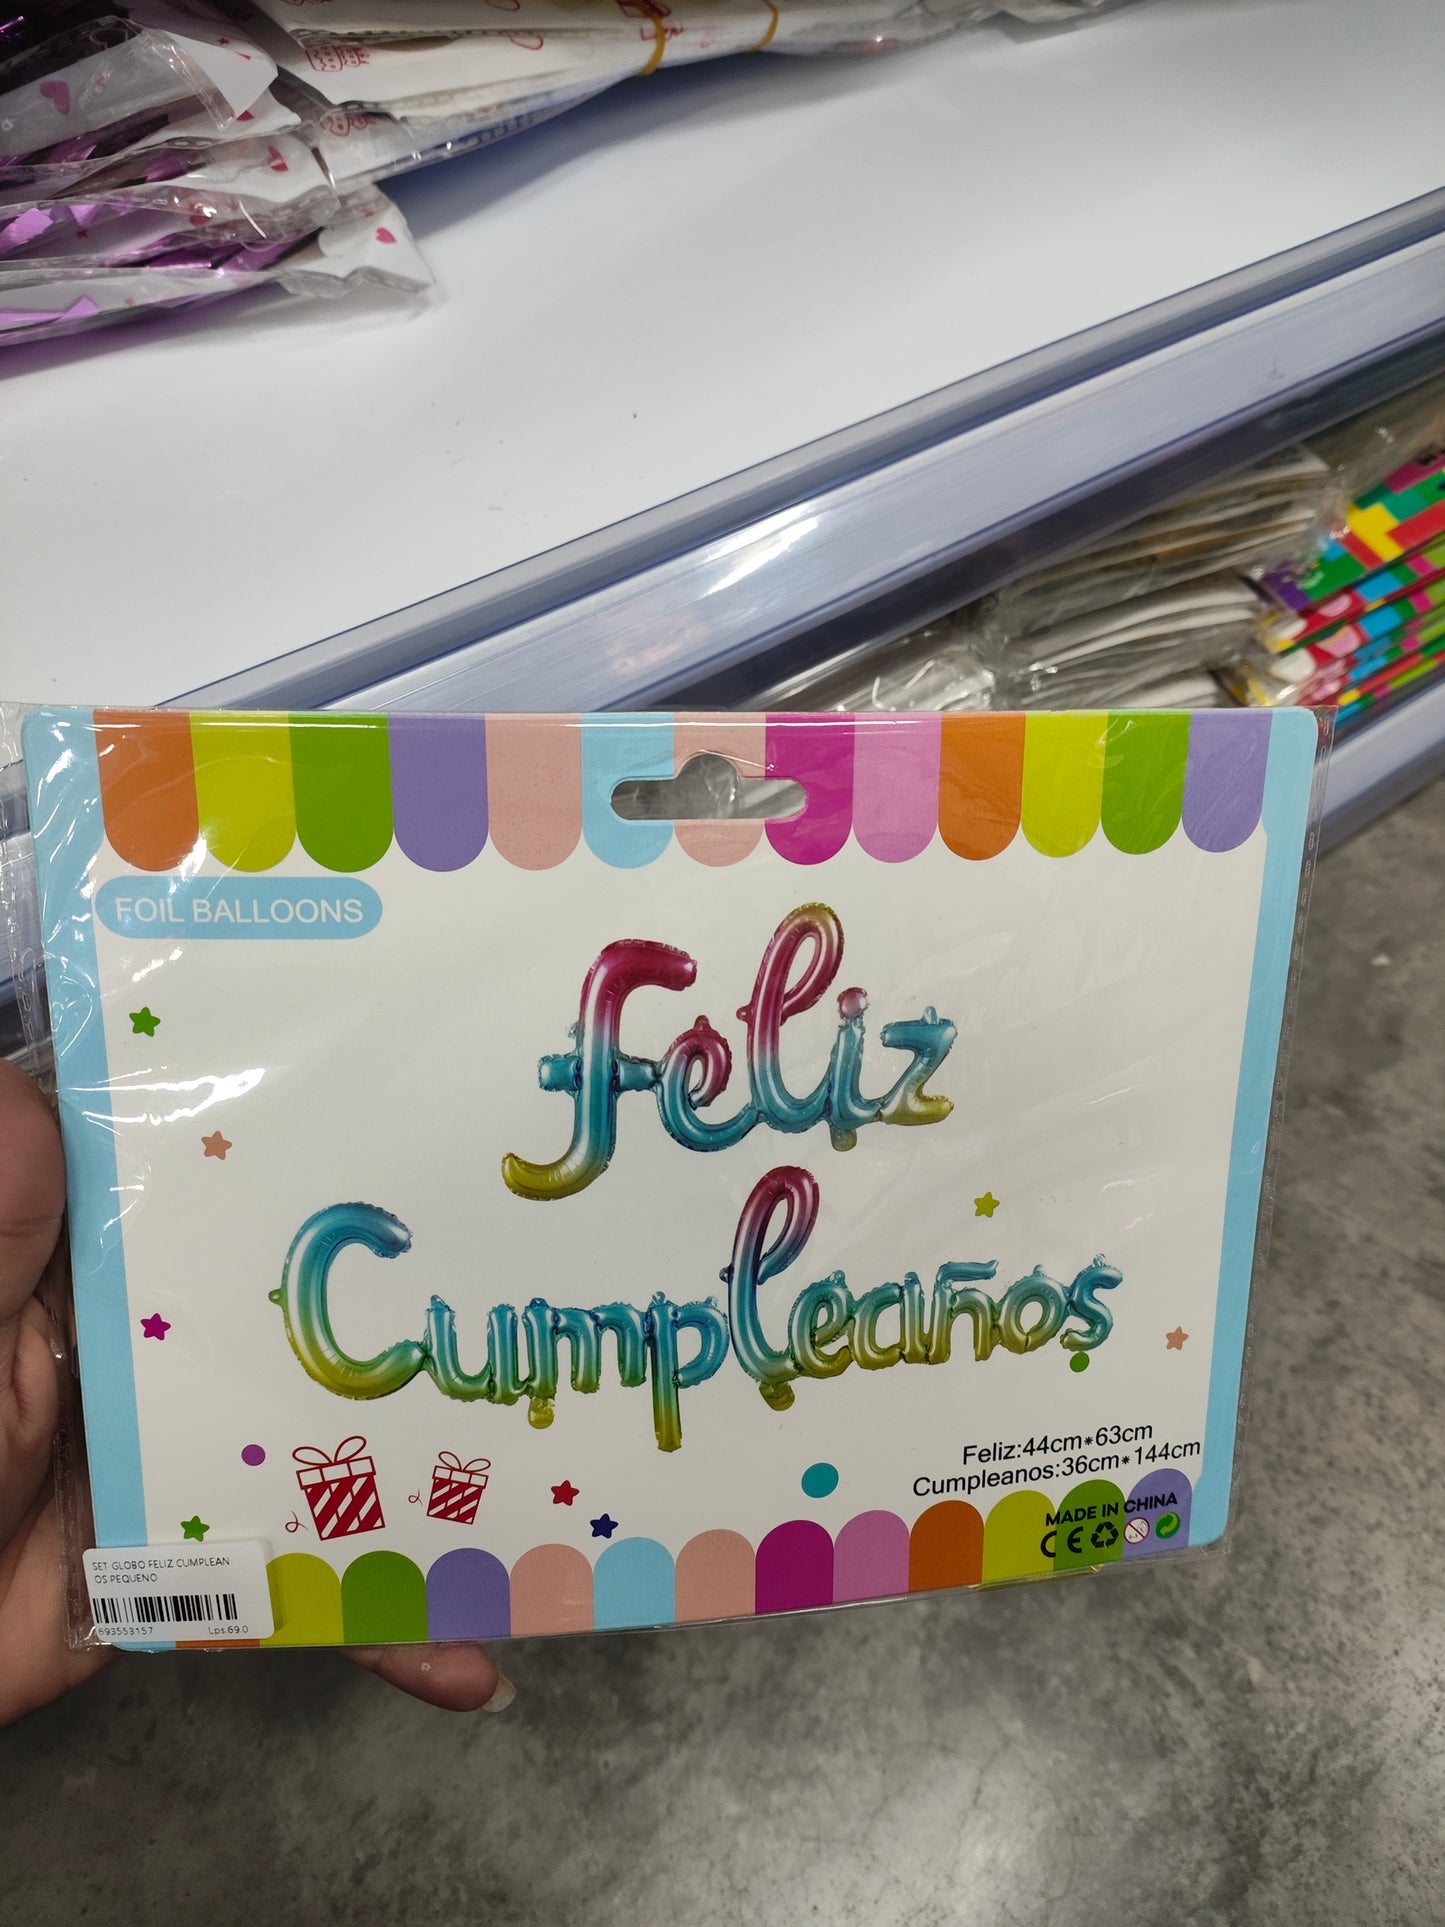 FOIL BALLOONS
feliz
Cumpleaños
Feliz:44cm*63cm
Cumpleanos:36cm*144cm
MADE IN CHINA
CE
SET GLOBO FELIZ CUMPLEAN
OS PEQUENO
693553157 Lps.69.0